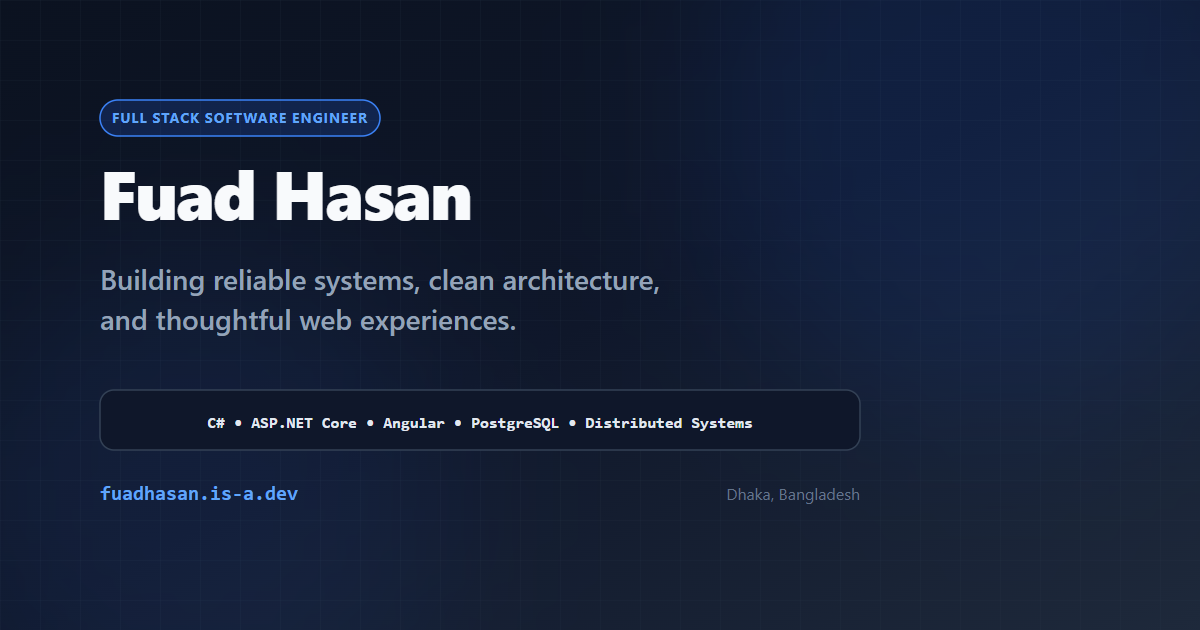 FULL STACK SOFTWARE ENGINEER
Fuad Hasan
Building reliable systems, clean architecture,
and thoughtful web experiences.
C# • ASP.NET Core • Angular • PostgreSQL • Distributed Systems
fuadhasan.is-a.dev
Dhaka, Bangladesh